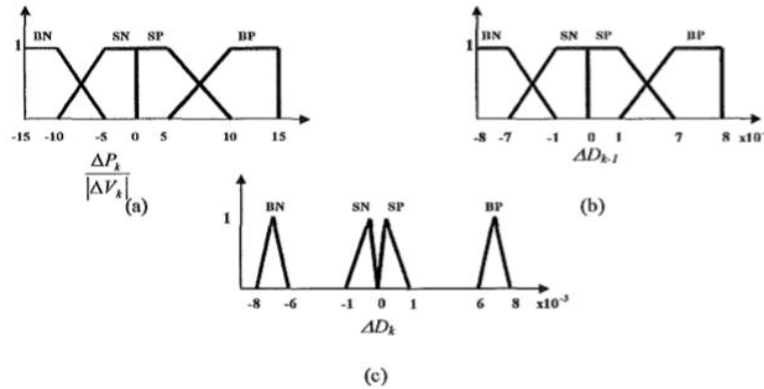 BN SN SP BP
1
-15 -10 -5 0 5 10 15
ΔP_k
|ΔV_k|
(a)
BN SN SP BP
1
-8 -7 -1 0 1 7 8 x10
ΔD_{k-1}
(b)
BN SN SP BP
1
-8 -6 -1 0 1 6 8 x10^{-3}
ΔD_k
(c)